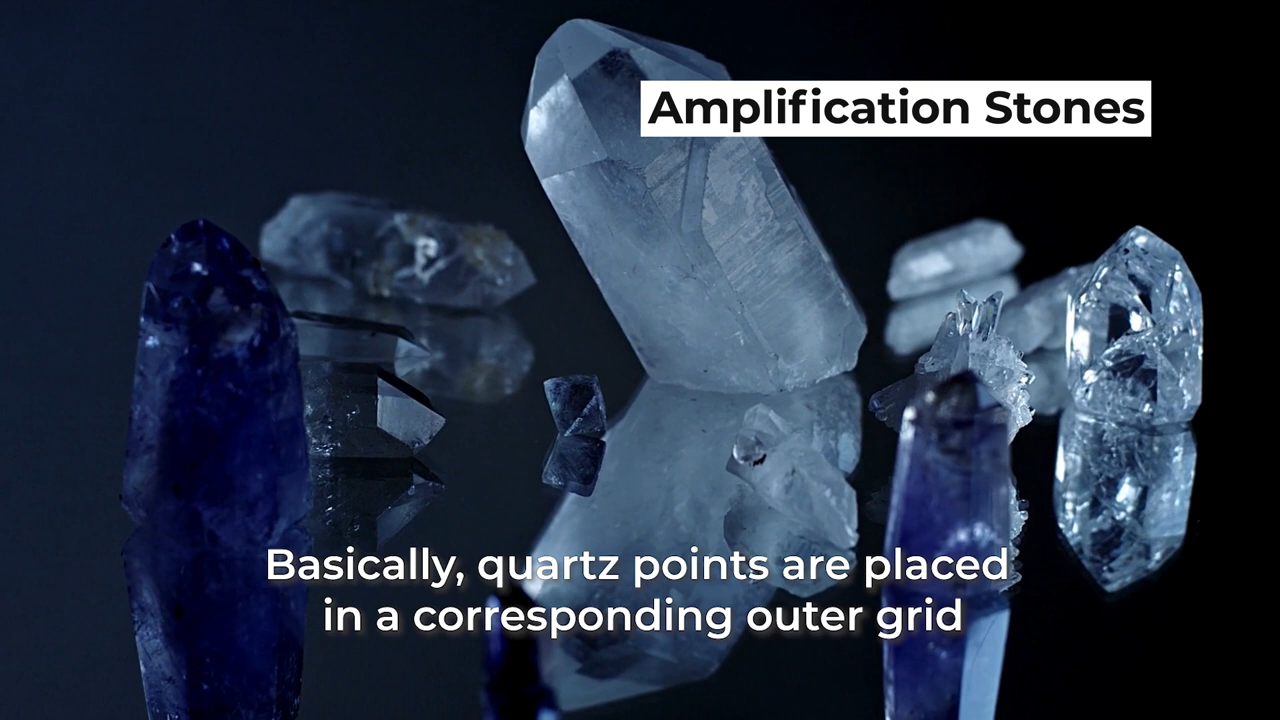 Amplification Stones
Basically, quartz points are placed
in a corresponding outer grid